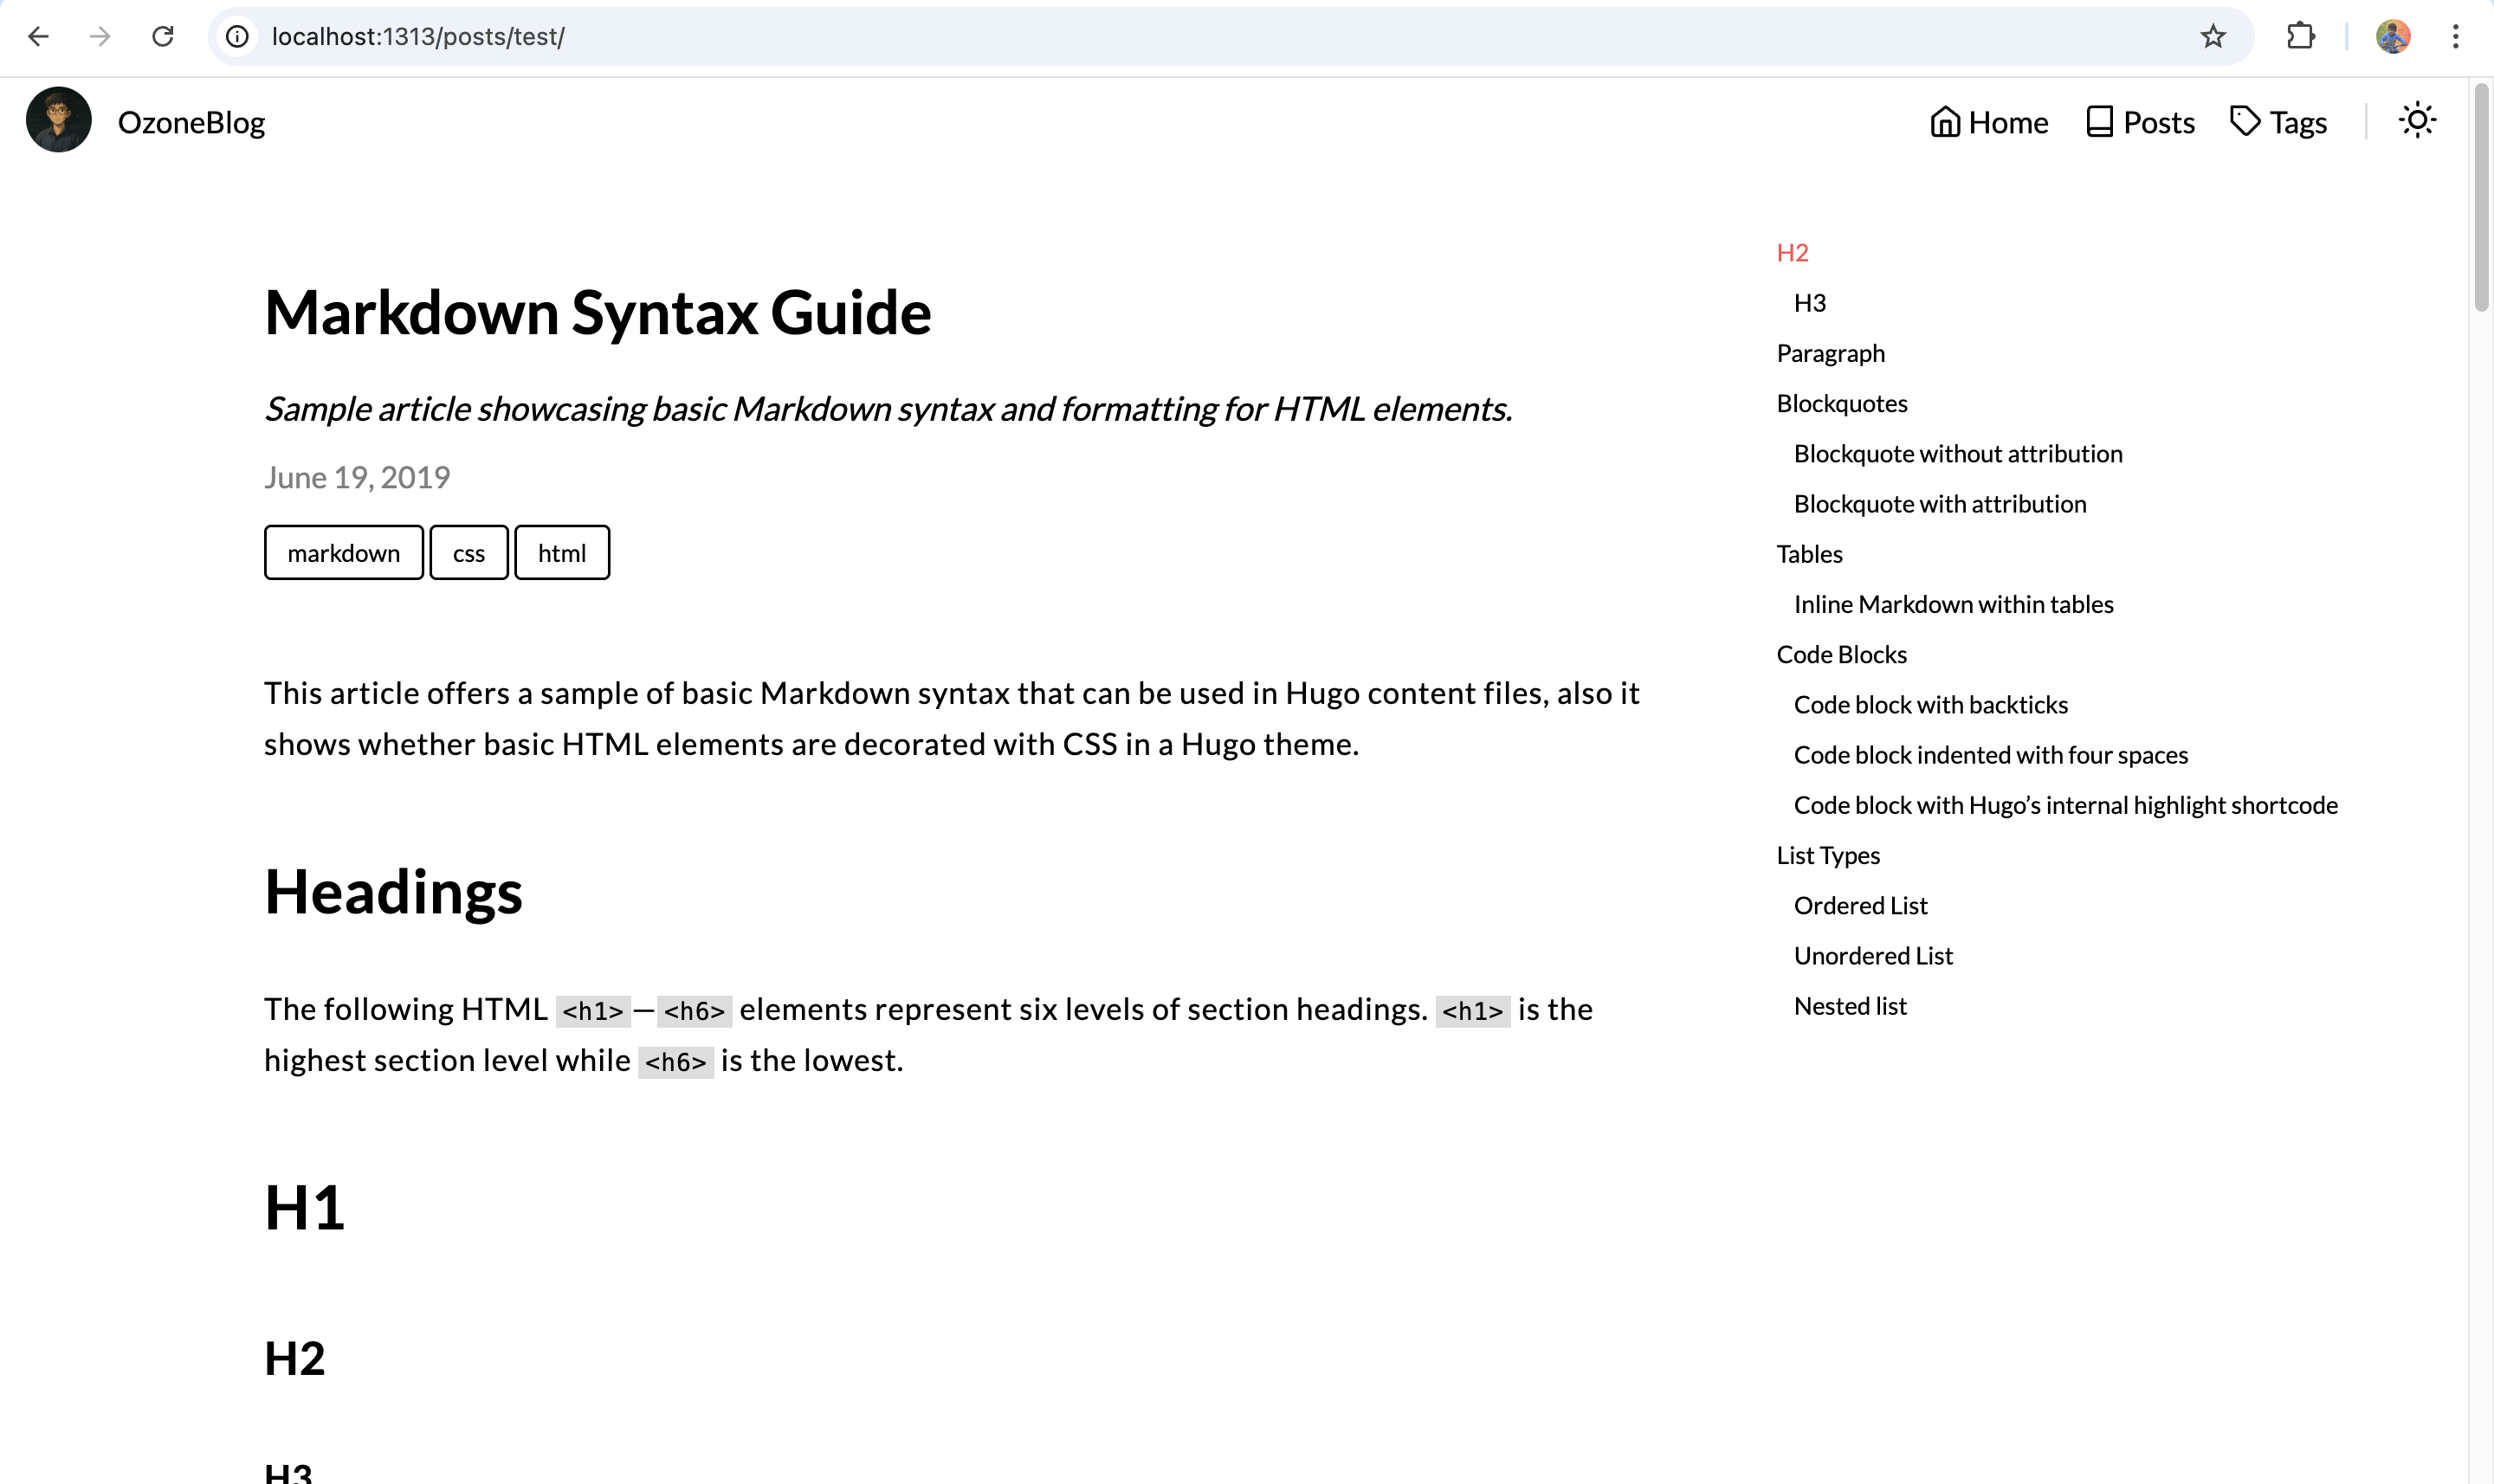 localhost:1313/posts/test/
OzoneBlog
Home
Posts
Tags
Markdown Syntax Guide
Sample article showcasing basic Markdown syntax and formatting for HTML elements.
June 19, 2019
markdown
css
html
This article offers a sample of basic Markdown syntax that can be used in Hugo content files, also it
shows whether basic HTML elements are decorated with CSS in a Hugo theme.
Headings
The following HTML <h1>—<h6> elements represent six levels of section headings. <h1> is the
highest section level while <h6> is the lowest.
H1
H2
H3
H2
H3
Paragraph
Blockquotes
Blockquote without attribution
Blockquote with attribution
Tables
Inline Markdown within tables
Code Blocks
Code block with backticks
Code block indented with four spaces
Code block with Hugo’s internal highlight shortcode
List Types
Ordered List
Unordered List
Nested list